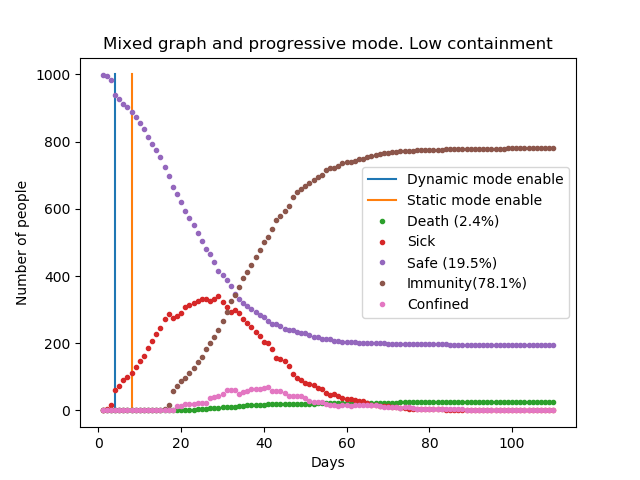 Mixed graph and progressive mode. Low containment
Number of people
1000
800
600
400
200
0
Dynamic mode enable
Static mode enable
Death (2.4%)
Sick
Safe (19.5%)
Immunity(78.1%)
Confined
0 20 40 60 80 100
Days